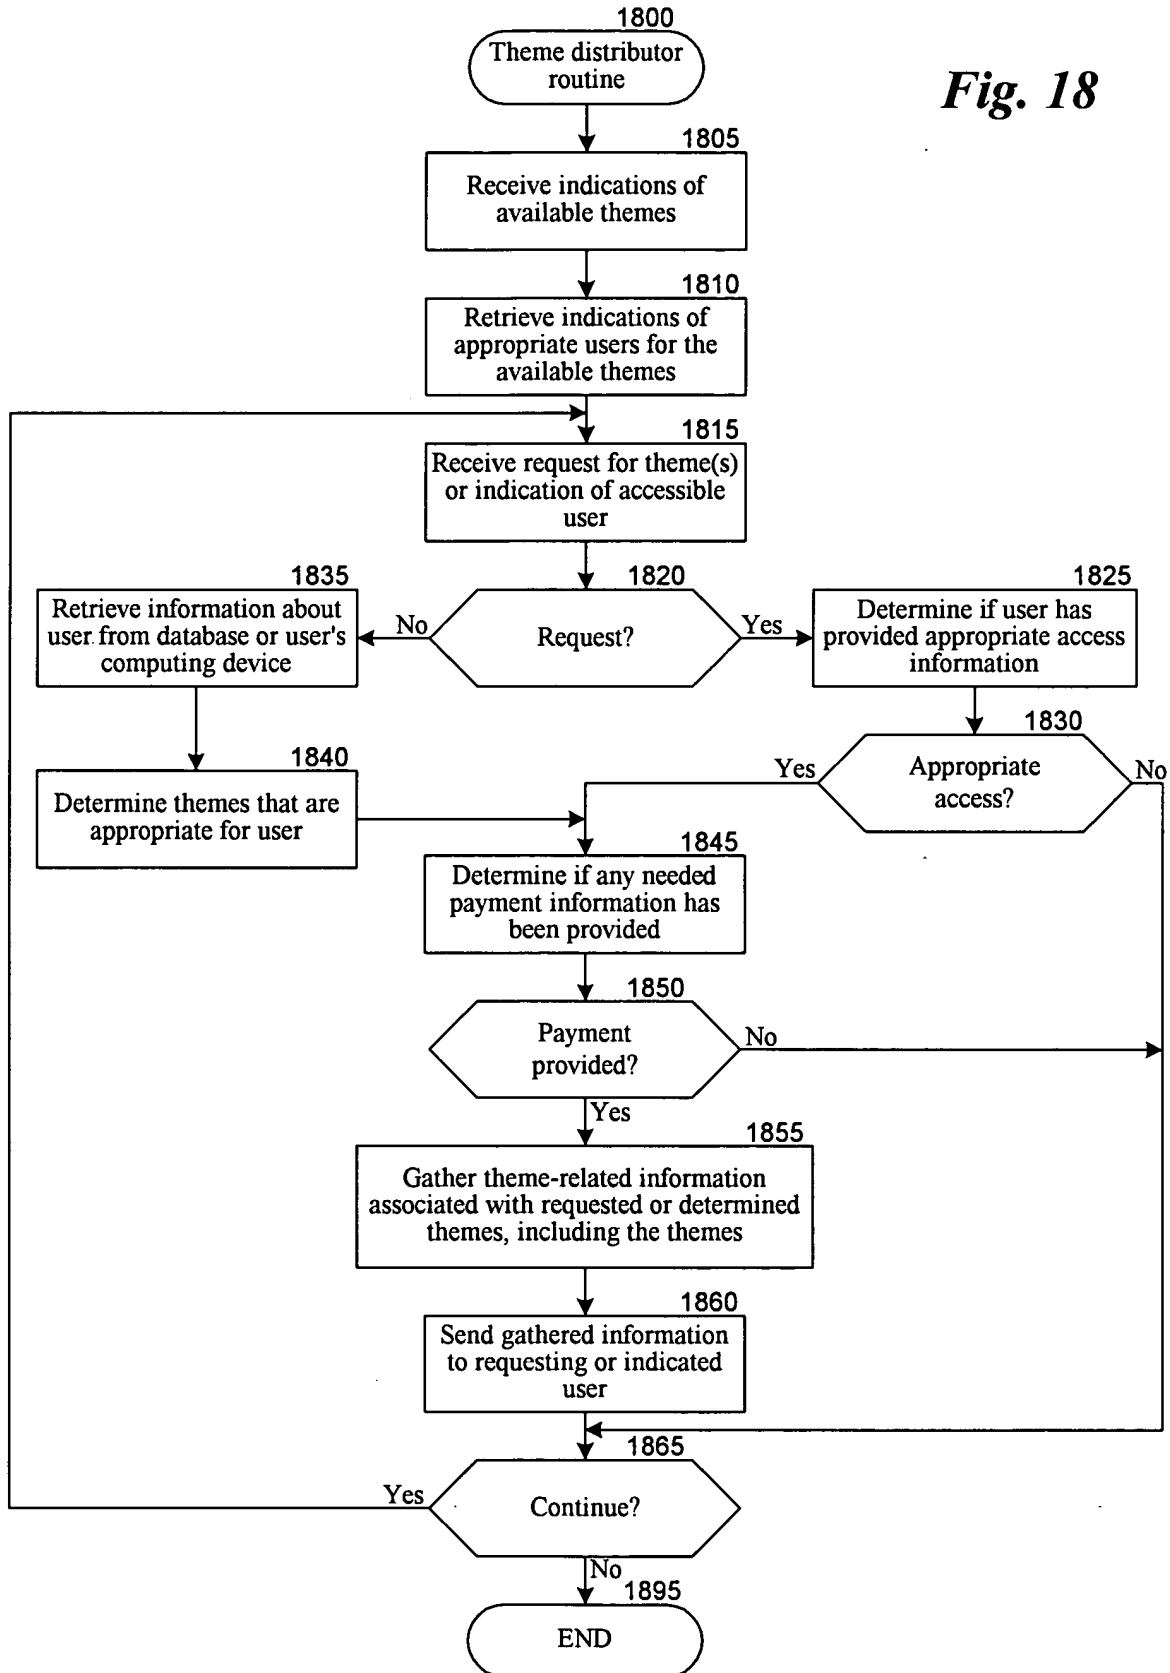 1800
Theme distributor
routine
Fig. 18
1805
Receive indications of
available themes
1810
Retrieve indications of
appropriate users for the
available themes
1815
Receive request for theme(s)
or indication of accessible
user
1820
Request?
No
Yes
1835
Retrieve information about
user from database or user's
computing device
1825
Determine if user has
provided appropriate access
information
1830
Appropriate
access?
Yes
No
1840
Determine themes that are
appropriate for user
1845
Determine if any needed
payment information has
been provided
1850
Payment
provided?
No
Yes
1855
Gather theme-related information
associated with requested or determined
themes, including the themes
1860
Send gathered information
to requesting or indicated
user
1865
Continue?
Yes
No
1895
END